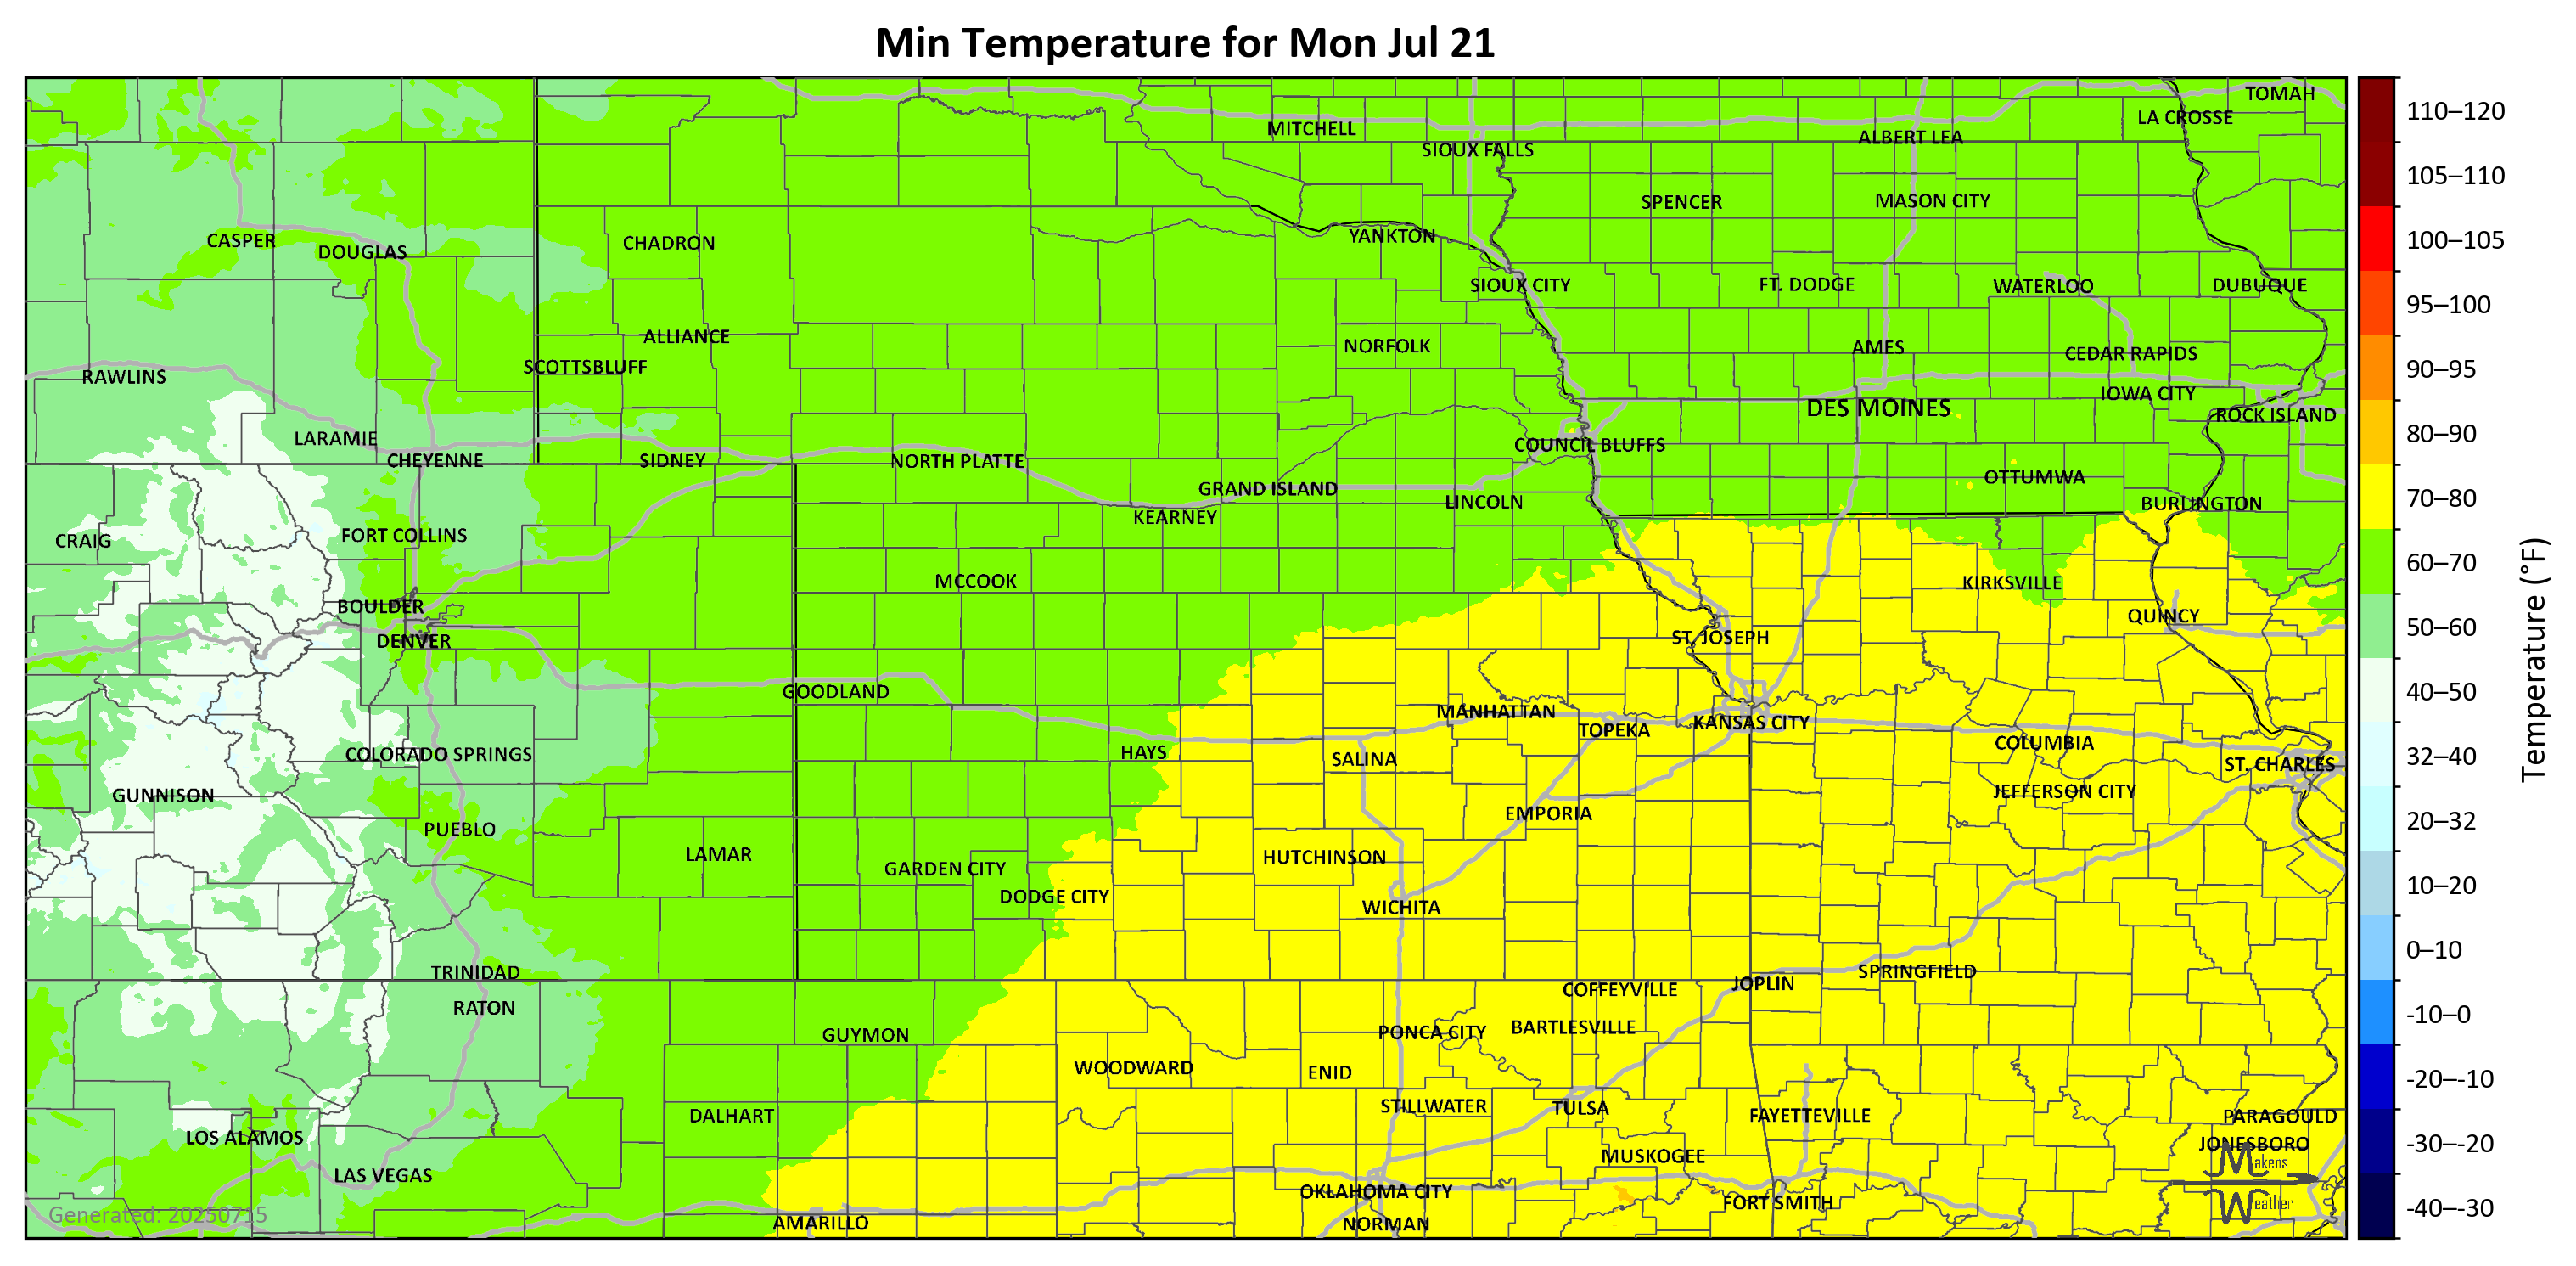 Min Temperature for Mon Jul 21
TOMAH
LA CROSSE
MITCHELL
ALBERT LEA
SIOUX FALLS
SPENCER
MASON CITY
CASPER
DOUGLAS
CHADRON
YANKTON
SIOUX CITY
FT. DODGE
WATERLOO
DUBUQUE
ALLIANCE
NORFOLK
AMES
CEDAR RAPIDS
SCOTTSBLUFF
RAWLINS
IOWA CITY
DES MOINES
ROCK ISLAND
LARAMIE
COUNCIL BLUFFS
CHEYENNE
SIDNEY
NORTH PLATTE
OTTUMWA
GRAND ISLAND
LINCOLN
BURLINGTON
KEARNEY
CRAIG
FORT COLLINS
MCCOOK
KIRKSVILLE
BOULDER
QUINCY
DENVER
ST. JOSEPH
GOODLAND
MANHATTAN
TOPEKA
KANSAS CITY
COLUMBIA
COLORADO SPRINGS
HAYS
SALINA
ST. CHARLES
GUNNISON
JEFFERSON CITY
EMPORIA
PUEBLO
LAMAR
HUTCHINSON
GARDEN CITY
DODGE CITY
WICHITA
TRINIDAD
SPRINGFIELD
JOPLIN
COFFEYVILLE
RATON
GUYMON
PONCA CITY
BARTLESVILLE
WOODWARD
ENID
STILLWATER
TULSA
DALHART
FAYETTEVILLE
PARAGOULD
LOS ALAMOS
JONESBORO
MUSKOGEE
LAS VEGAS
OKLAHOMA CITY
FORT SMITH
AMARILLO
NORMAN
Makens
Weather
Generated: 20250715
110–120
105–110
100–105
95–100
90–95
80–90
70–80
60–70
50–60
40–50
32–40
20–32
10–20
0–10
-10–0
-20–-10
-30–-20
-40–-30
Temperature (°F)